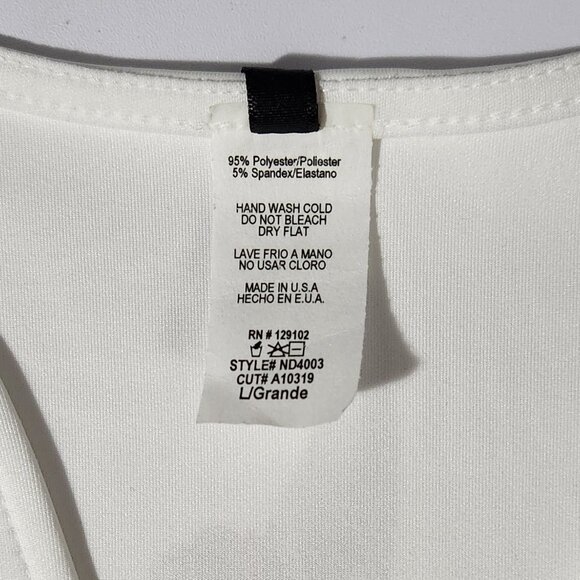 95% Polyester/Poliester
5% Spandex/Elastano
HAND WASH COLD
DO NOT BLEACH
DRY FLAT
LAVE FRIO A MANO
NO USAR CLORO
MADE IN U.S.A
HECHO EN E.U.A.
RN # 129102
STYLE# ND4003
CUT# A10319
L/Grande